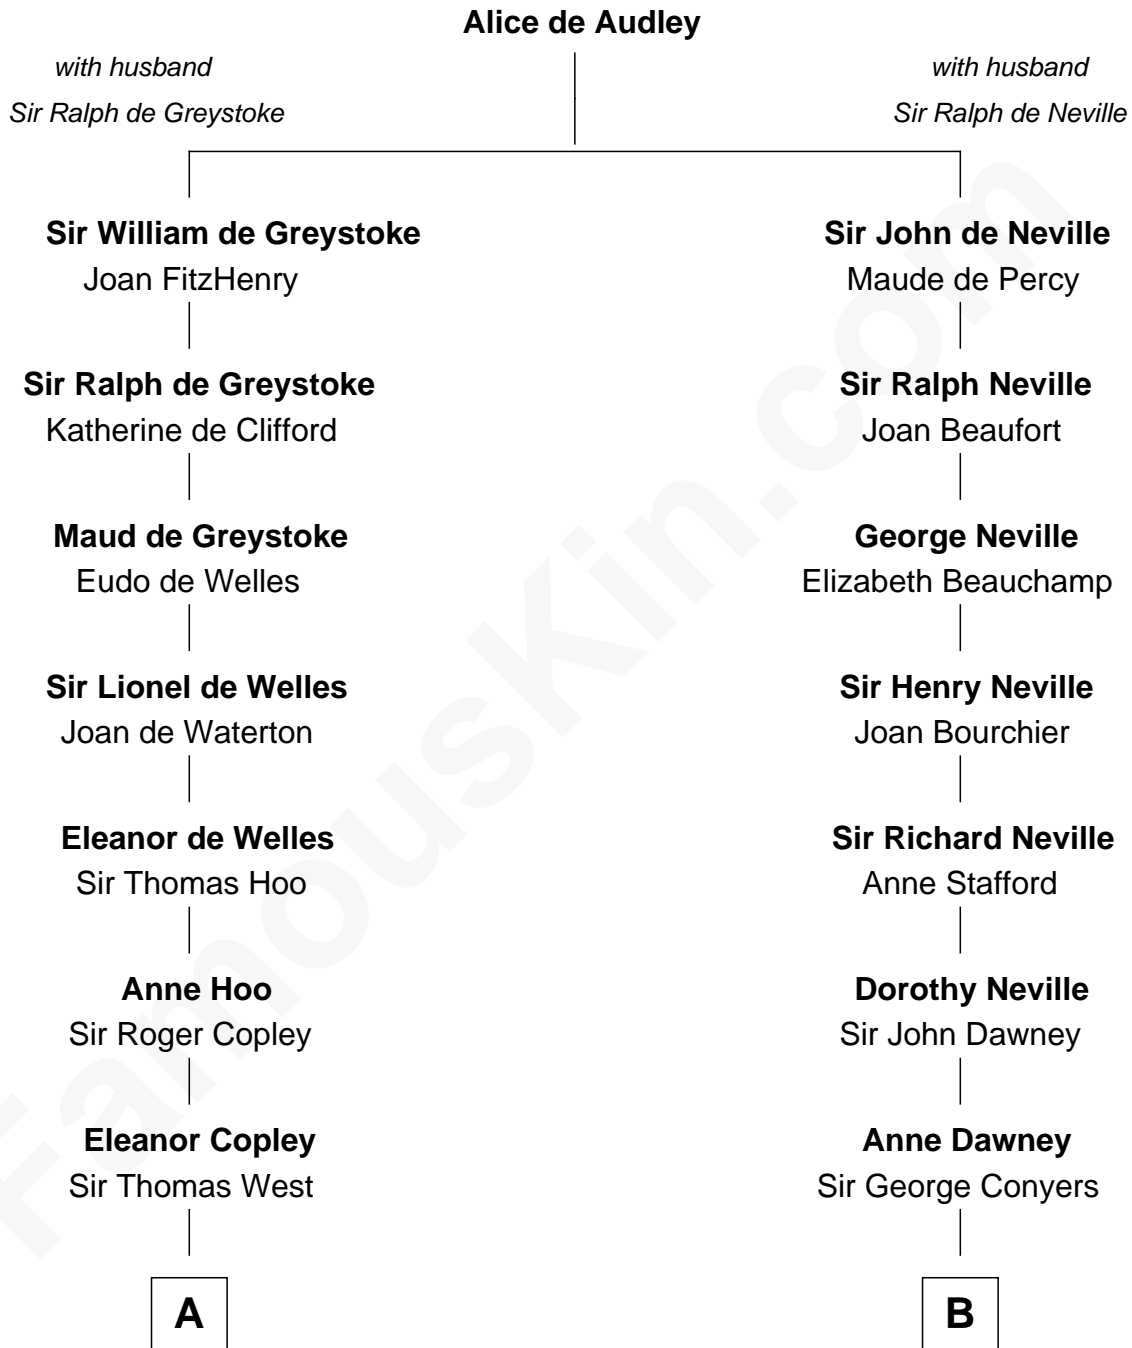 Alice de Audley
with husband
Sir Ralph de Greystoke
with husband
Sir Ralph de Neville
Sir William de Greystoke
Joan FitzHenry
Sir John de Neville
Maude de Percy
Sir Ralph de Greystoke
Katherine de Clifford
Sir Ralph Neville
Joan Beaufort
Maud de Greystoke
Eudo de Welles
George Neville
Elizabeth Beauchamp
Sir Lionel de Welles
Joan de Waterton
Sir Henry Neville
Joan Bourchier
Eleanor de Welles
Sir Thomas Hoo
Sir Richard Neville
Anne Stafford
Anne Hoo
Sir Roger Copley
Dorothy Neville
Sir John Dawney
Eleanor Copley
Sir Thomas West
Anne Dawney
Sir George Conyers
A
B
FamousKin.com